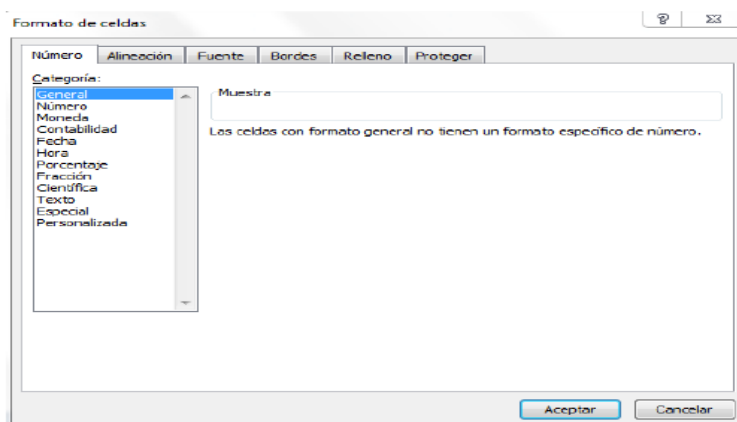 Formato de celdas
Número Alineación Fuente Bordes Relleno Proteger
Categoría:
General
Número
Moneda
Contabilidad
Fecha
Hora
Porcentaje
Fracción
Científica
Texto
Especial
Personalizada
Muestra
Las celdas con formato general no tienen un formato específico de número.
Aceptar Cancelar